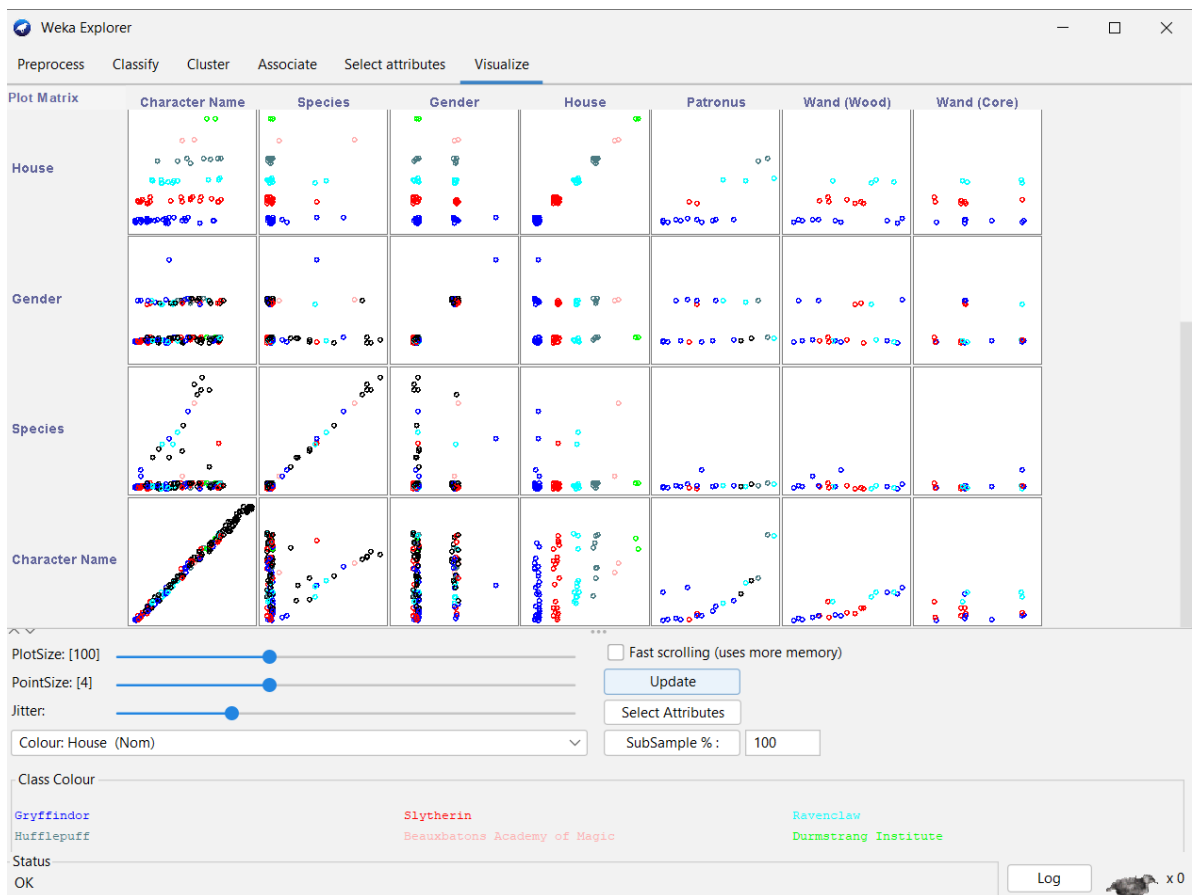 Weka Explorer
Preprocess Classify Cluster Associate Select attributes Visualize
Plot Matrix Character Name Species Gender House Patronus Wand (Wood) Wand (Core)
House
Gender
Species
Character Name
PlotSize: [100]
Fast scrolling (uses more memory)
PointSize: [4]
Update
Jitter:
Select Attributes
Colour: House (Nom)
SubSample % : 100
Class Colour
Gryffindor Slytherin Ravenclaw
Hufflepuff Beauxbatons Academy of Magic Durmstrang Institute
Status
OK
Log x 0